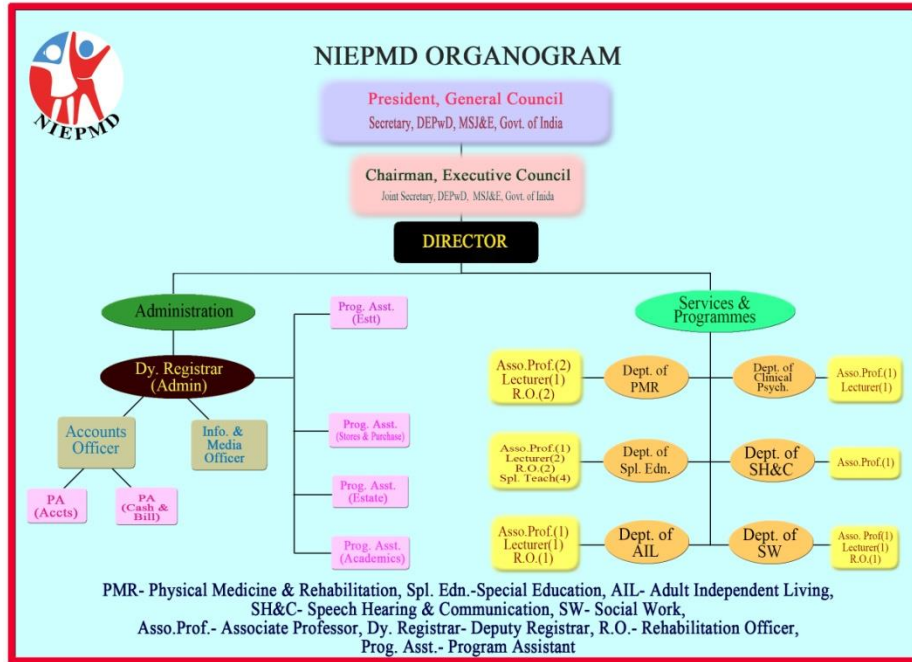 NIEPMD ORGANOGRAM
NIEPMD
President, General Council
Secretary, DEPwD, MSJ&E, Govt. of India
Chairman, Executive Council
Joint Secretary, DEPwD, MSJ&E, Govt. of Inida
DIRECTOR
Administration
Dy. Registrar
(Admin)
Accounts
Officer
Info. &
Media
Officer
PA
(Accts)
PA
(Cash &
Bill)
Prog. Asst.
(Estt)
Prog. Asst.
(Stores & Purchase)
Prog. Asst.
(Estate)
Prog. Asst.
(Academics)
Services &
Programmes
Asso.Prof.(2)
Lecturer(1)
R.O.(2)
Dept. of
PMR
Dept. of
Clinical
Psych.
Asso.Prof.(1)
Lecturer(1)
Asso.Prof.(1)
Lecturer(2)
R.O.(2)
Spl. Teach(4)
Dept. of
Spl. Edn.
Dept. of
SH&C
Asso.Prof.(1)
Asso.Prof.(1)
Lecturer(1)
R.O.(1)
Dept. of
AIL
Dept. of
SW
Asso. Prof(1)
Lecturer(1)
R.O.(1)
PMR- Physical Medicine & Rehabilitation, Spl. Edn.-Special Education, AIL- Adult Independent Living,
SH&C- Speech Hearing & Communication, SW- Social Work,
Asso.Prof.- Associate Professor, Dy. Registrar- Deputy Registrar, R.O.- Rehabilitation Officer,
Prog. Asst.- Program Assistant